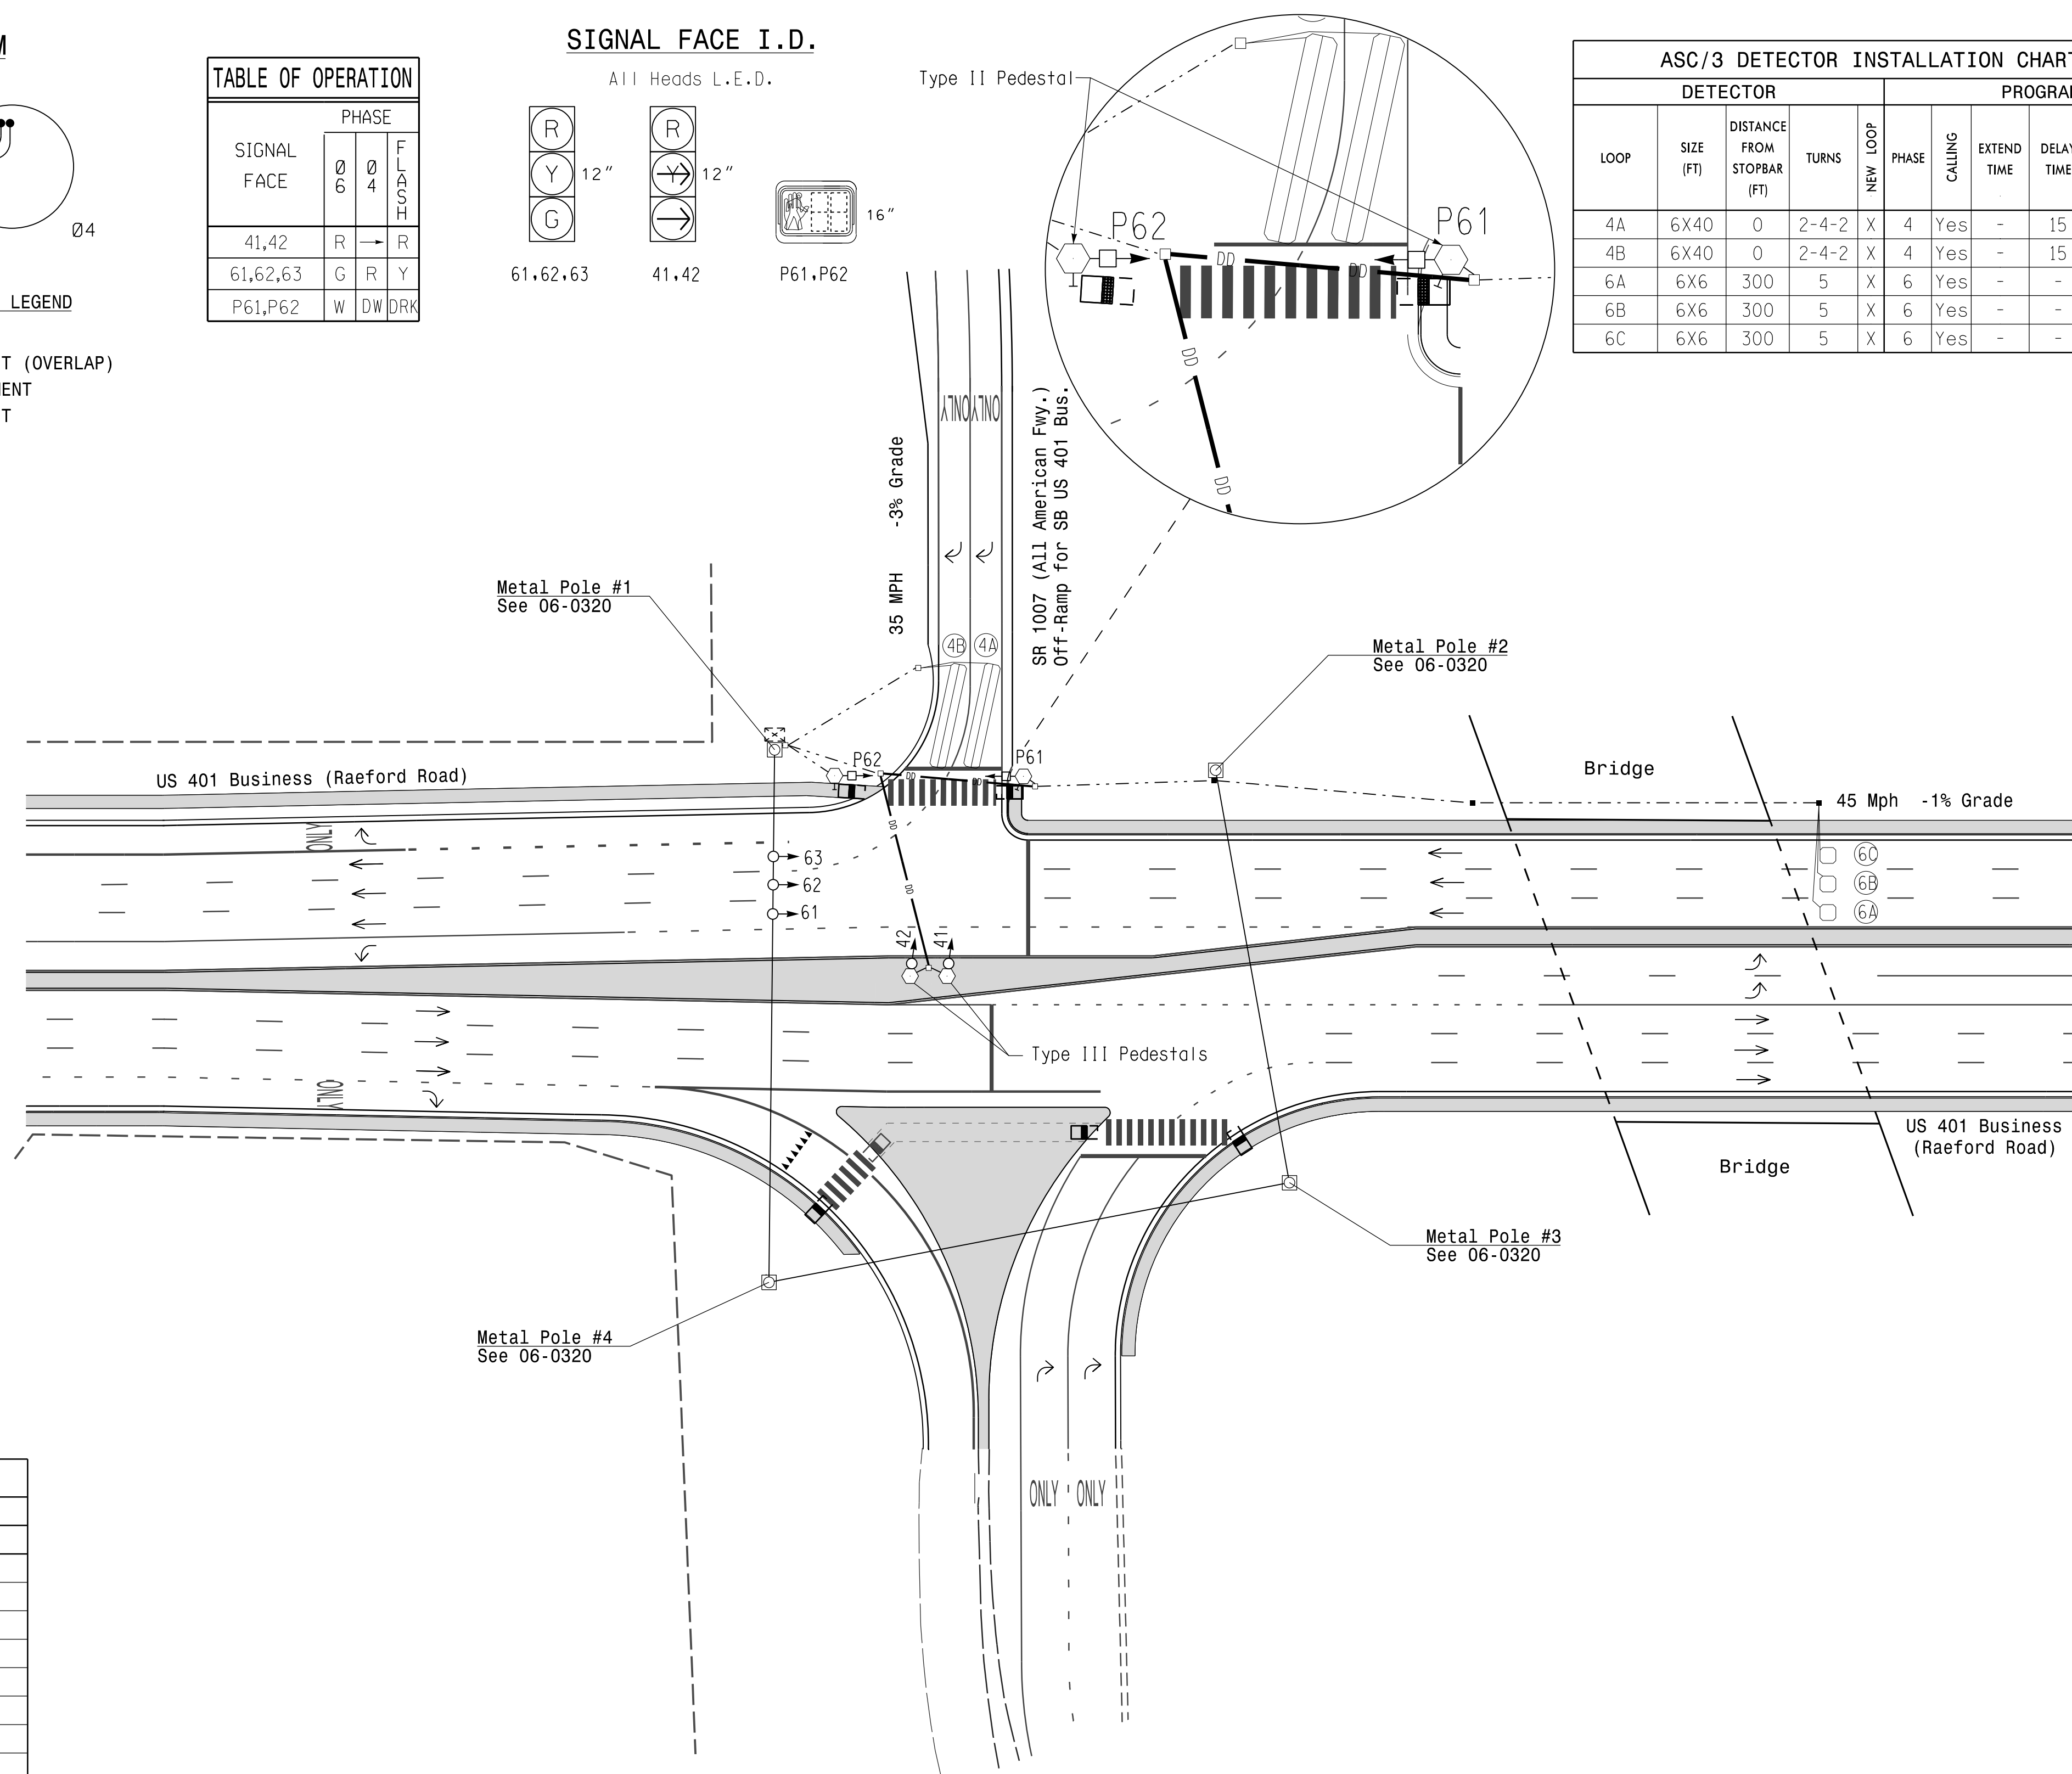 M
Ø4
LEGEND
T (OVERLAP)
MENT
T
TABLE OF OPERATION
SIGNAL FACE
PHASE
Ø6
Ø4
FLASH
41,42 R → R
61,62,63 G R Y
P61,P62 W DW DRK
SIGNAL FACE I.D.
All Heads L.E.D.
R
Y 12"
G
61,62,63
R
Y 12"
41,42
16"
P61,P62
Type II Pedestal
P62
P61
DD
DD
DD
DD
ASC/3 DETECTOR INSTALLATION CHART
DETECTOR PROGRA
LOOP
SIZE (FT)
DISTANCE FROM STOPBAR (FT)
TURNS
NEW LOOP
PHASE
CALLING
EXTEND TIME
DELAY TIME
4A 6X40 0 2-4-2 X 4 Yes - 15
4B 6X40 0 2-4-2 X 4 Yes - 15
6A 6X6 300 5 X 6 Yes - -
6B 6X6 300 5 X 6 Yes - -
6C 6X6 300 5 X 6 Yes - -
ONLY
ONLY
35 MPH -3% Grade
SR 1007 (All American Fwy.)
Off-Ramp for SB US 401 Bus.
4B
4A
Metal Pole #1
See 06-0320
Metal Pole #2
See 06-0320
US 401 Business (Raeford Road)
P62
P61
DD
DD
DD
DD
Bridge
45 Mph -1% Grade
ONLY
63
62
61
6C
6B
6A
42
41
Type III Pedestals
ONLY
US 401 Business
(Raeford Road)
Bridge
Metal Pole #3
See 06-0320
Metal Pole #4
See 06-0320
ONLY
ONLY